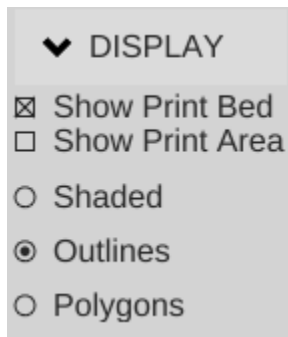 DISPLAY
Show Print Bed
Show Print Area
Shaded
Outlines
Polygons